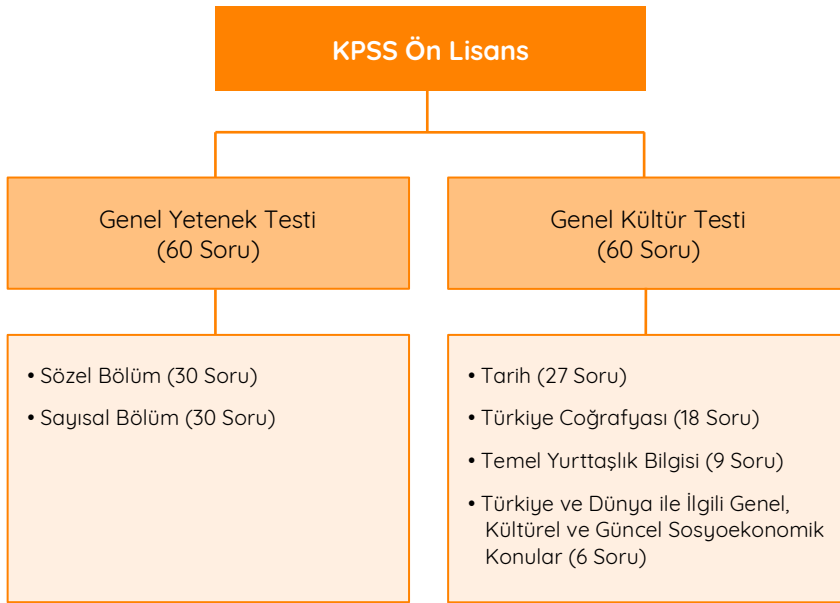 KPSS Ön Lisans
Genel Yetenek Testi
(60 Soru)
• Sözel Bölüm (30 Soru)
• Sayısal Bölüm (30 Soru)
Genel Kültür Testi
(60 Soru)
• Tarih (27 Soru)
• Türkiye Coğrafyası (18 Soru)
• Temel Yurttaşlık Bilgisi (9 Soru)
• Türkiye ve Dünya ile İlgili Genel,
Kültürel ve Güncel Sosyoekonomik
Konular (6 Soru)